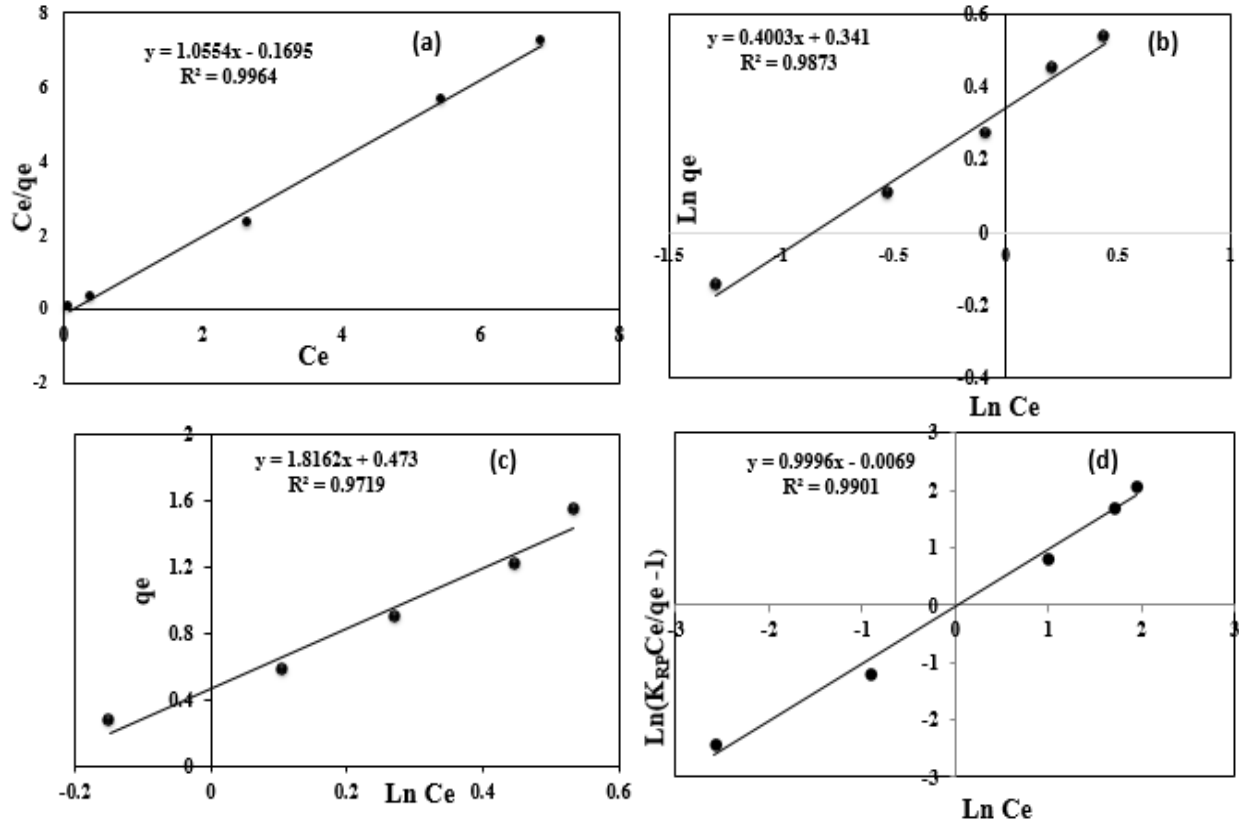 (a)
y = 1.0554x - 0.1695
R² = 0.9964
Ce/qe
8
6
4
2
0
-2
0
2
4
6
8
Ce
(b)
y = 0.4003x + 0.341
R² = 0.9873
Ln qe
0.6
0.4
0.2
0
-0.2
-0.4
-1.5
-1
-0.5
0
0.5
1
Ln Ce
(c)
y = 1.8162x + 0.473
R² = 0.9719
qe
2
1.6
1.2
0.8
0.4
0
-0.2
0
0.2
0.4
0.6
Ln Ce
(d)
y = 0.9996x - 0.0069
R² = 0.9901
Ln(KRPCe/qe -1)
3
2
1
0
-1
-2
-3
-3
-2
-1
0
1
2
3
Ln Ce